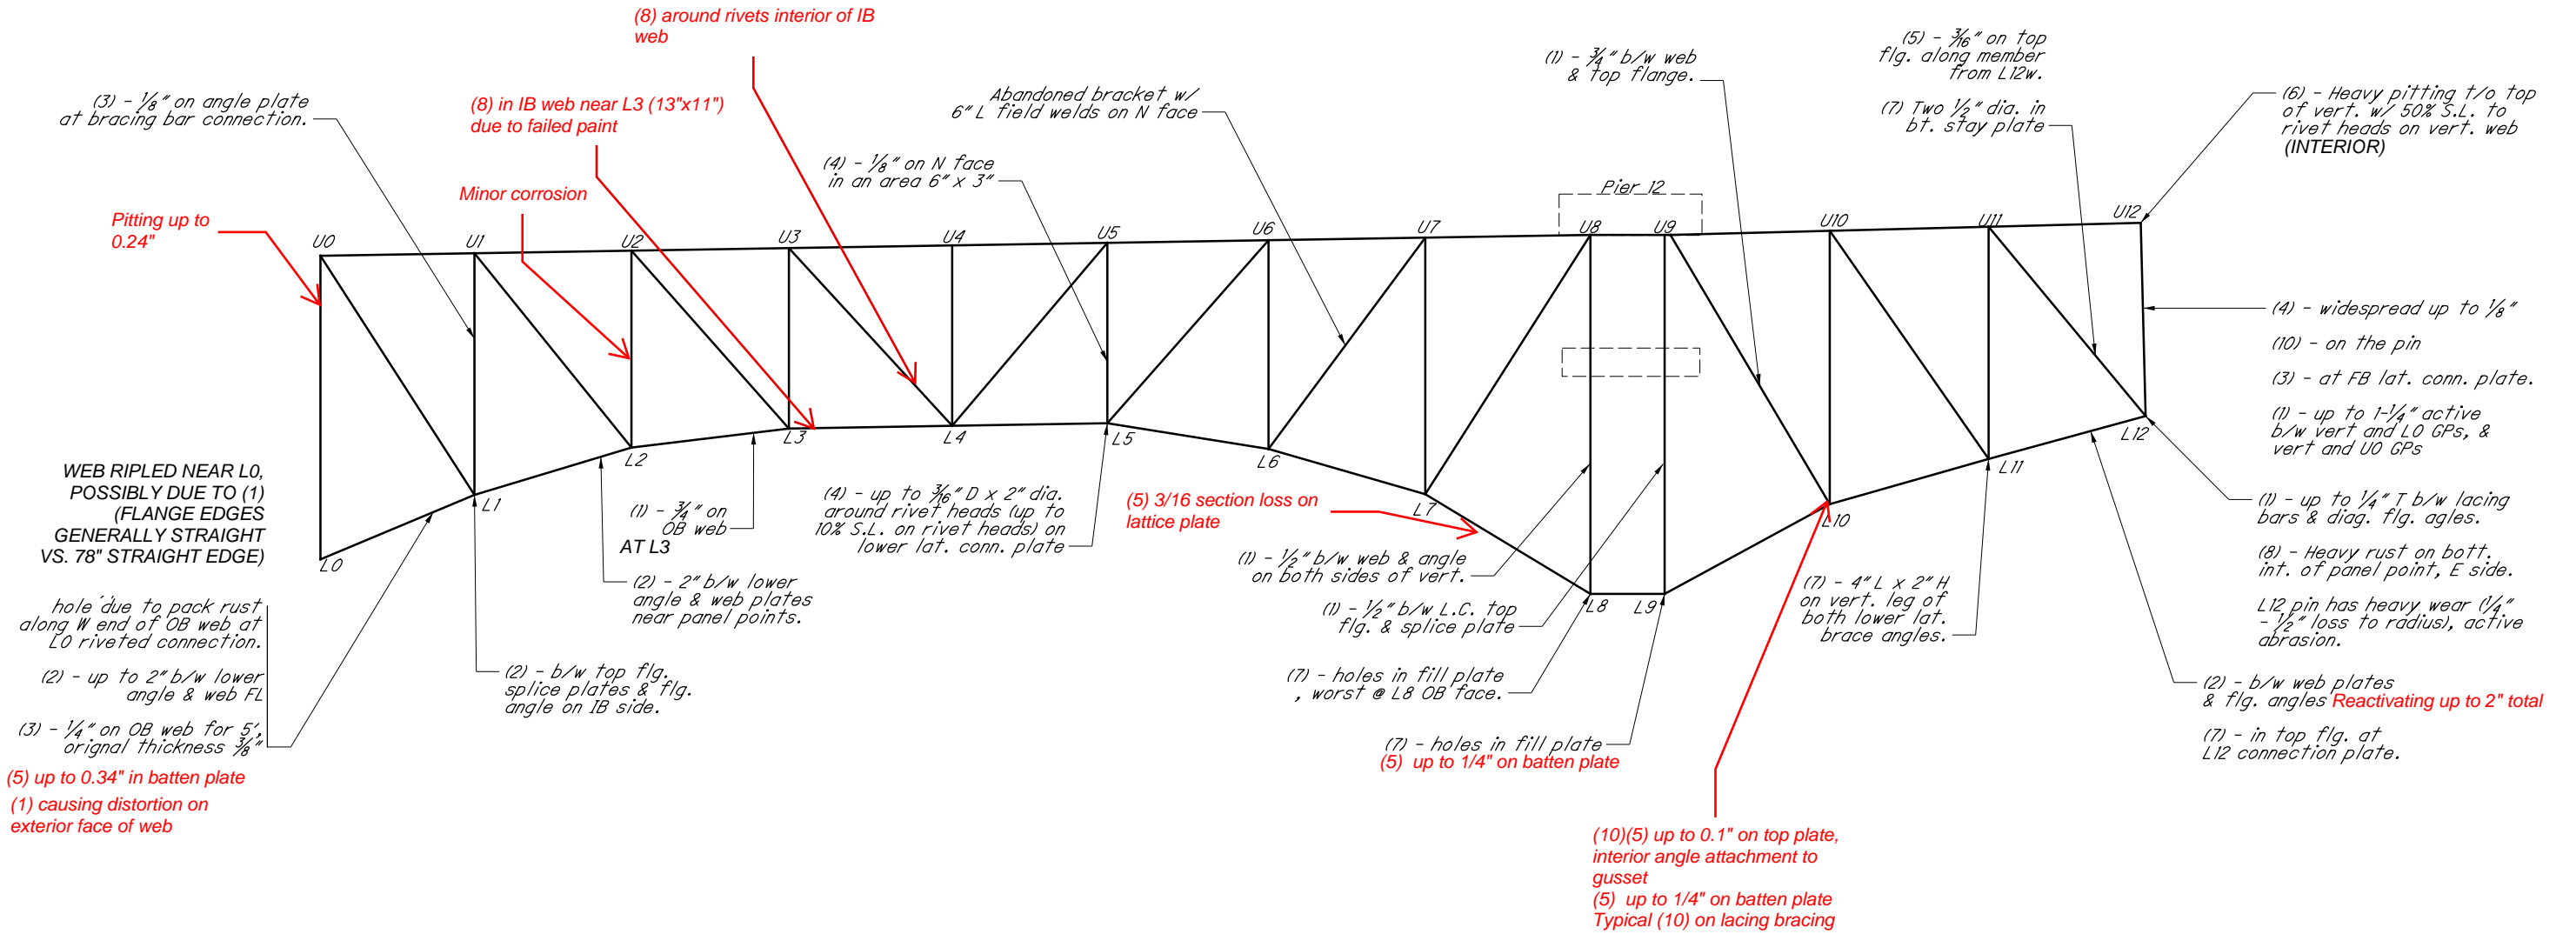 (8) around rivets interior of IB
web
(3) - 1/8" on angle plate
at bracing bar connection.
(8) in IB web near L3 (13"x11")
due to failed paint
Abandoned bracket w/
6" L field welds on N face
(1) - 3/4" b/w web
& top flange.
(5) - 3/16" on top
flg. along member
from L12w.
(7) Two 1/2" dia. in
bt. stay plate
(6) - Heavy pitting t/o top
of vert. w/ 50% S.L. to
rivet heads on vert. web
(INTERIOR)
(4) - 1/8" on N face
in an area 6" x 3"
Minor corrosion
Pitting up to
0.24"
Pier 12
U0
U1
U2
U3
U4
U5
U6
U7
U8
U9
U10
U11
U12
(4) - widespread up to 1/8"
(10) - on the pin
(3) - at FB lat. conn. plate.
(1) - up to 1-1/4" active
b/w vert and L0 GPs, &
vert and U0 GPs
L0
L1
L2
L3
L4
L5
L6
L7
L8
L9
L10
L11
L12
WEB RIPLED NEAR L0,
POSSIBLY DUE TO (1)
(FLANGE EDGES
GENERALLY STRAIGHT
VS. 78" STRAIGHT EDGE)
hole due to pack rust
along W end of OB web at
L0 riveted connection.
(2) - up to 2" b/w lower
angle & web FL
(3) - 1/4" on OB web for 5',
orignal thickness 3/8"
(5) up to 0.34" in batten plate
(1) causing distortion on
exterior face of web
(2) - b/w top flg.
splice plates & flg.
angle on IB side.
(1) - 3/4" on
OB web
AT L3
(2) - 2" b/w lower
angle & web plates
near panel points.
(4) - up to 3/16" D x 2" dia.
around rivet heads (up to
10% S.L. on rivet heads) on
lower lat. conn. plate
(5) 3/16 section loss on
lattice plate
(1) - 1/2" b/w web & angle
on both sides of vert.
(1) - 1/2" b/w L.C. top
flg. & splice plate
(7) - holes in fill plate
, worst @ L8 OB face.
(7) - holes in fill plate
(5) up to 1/4" on batten plate
(7) - 4" L x 2" H
on vert. leg of
both lower lat.
brace angles.
(10)(5) up to 0.1" on top plate,
interior angle attachment to
gusset
(5) up to 1/4" on batten plate
Typical (10) on lacing bracing
(1) - up to 1/4" T b/w lacing
bars & diag. flg. agles.
(8) - Heavy rust on bott.
int. of panel point, E side.
L12 pin has heavy wear (1/4"
- 1/2" loss to radius), active
abrasion.
(2) - b/w web plates
& flg. angles Reactivating up to 2" total
(7) - in top flg. at
L12 connection plate.